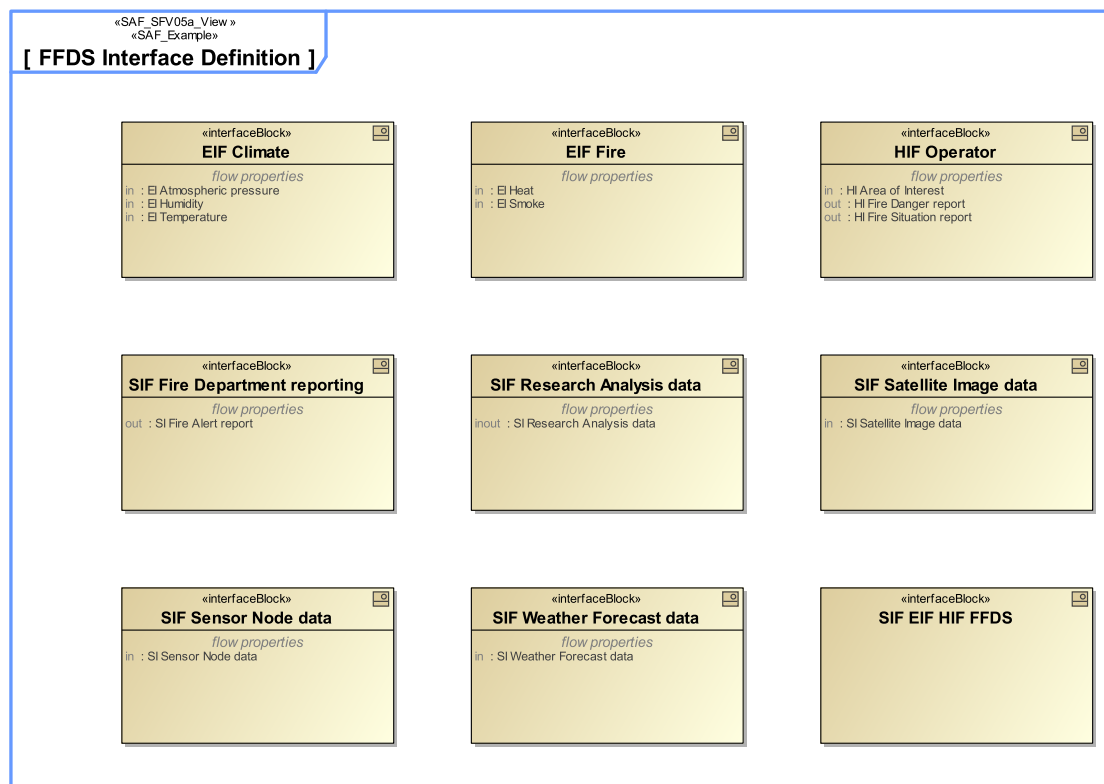 «SAF_SFV05a_View »
«SAF_Example»
[ FFDS Interface Definition ]
«interfaceBlock»
EIF Climate
flow properties
in : EI Atmospheric pressure
in : EI Humidity
in : EI Temperature
«interfaceBlock»
EIF Fire
flow properties
in : EI Heat
in : EI Smoke
«interfaceBlock»
HIF Operator
flow properties
in : HI Area of Interest
out : HI Fire Danger report
out : HI Fire Situation report
«interfaceBlock»
SIF Fire Department reporting
flow properties
out : SI Fire Alert report
«interfaceBlock»
SIF Research Analysis data
flow properties
inout : SI Research Analysis data
«interfaceBlock»
SIF Satellite Image data
flow properties
in : SI Satellite Image data
«interfaceBlock»
SIF Sensor Node data
flow properties
in : SI Sensor Node data
«interfaceBlock»
SIF Weather Forecast data
flow properties
in : SI Weather Forecast data
«interfaceBlock»
SIF EIF HIF FFDS